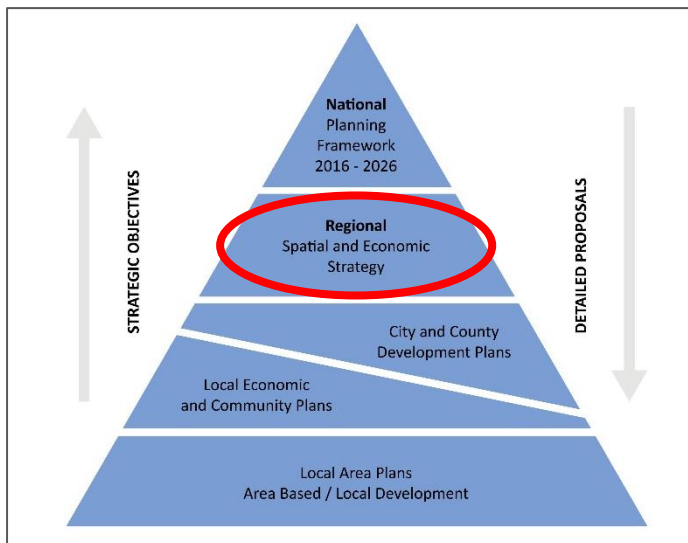 National
Planning
Framework
2016 - 2026
STRATEGIC OBJECTIVES
DETAILED PROPOSALS
Regional
Spatial and Economic
Strategy
City and County
Development Plans
Local Economic
and Community Plans
Local Area Plans
Area Based / Local Development